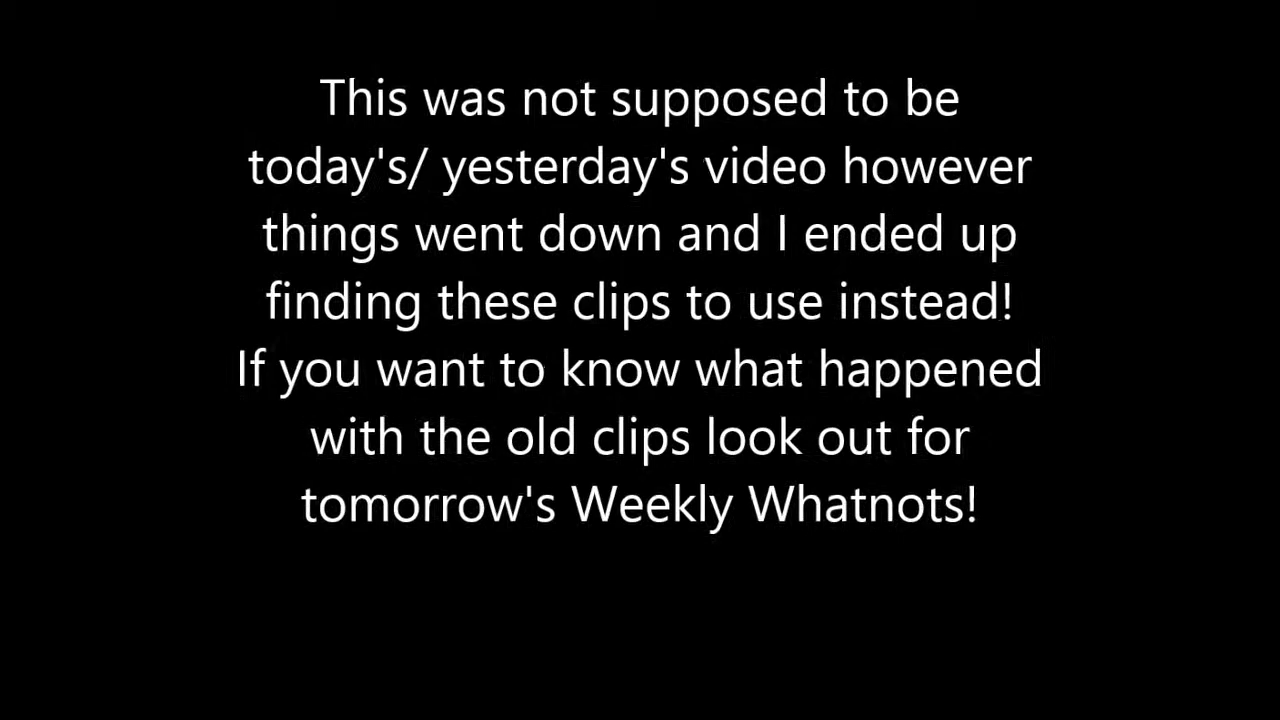 This was not supposed to be
today's/ yesterday's video however
things went down and I ended up
finding these clips to use instead!
If you want to know what happened
with the old clips look out for
tomorrow's Weekly Whatnots!